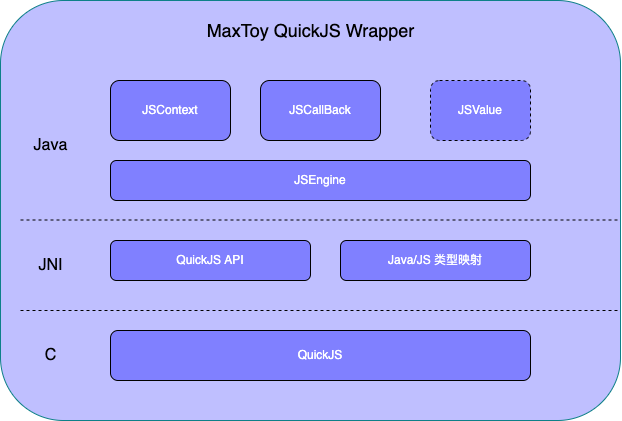 MaxToy QuickJS Wrapper
JSContext
JSCallBack
JSValue
Java
JSEngine
JNI
QuickJS API
Java/JS 类型映射
C
QuickJS